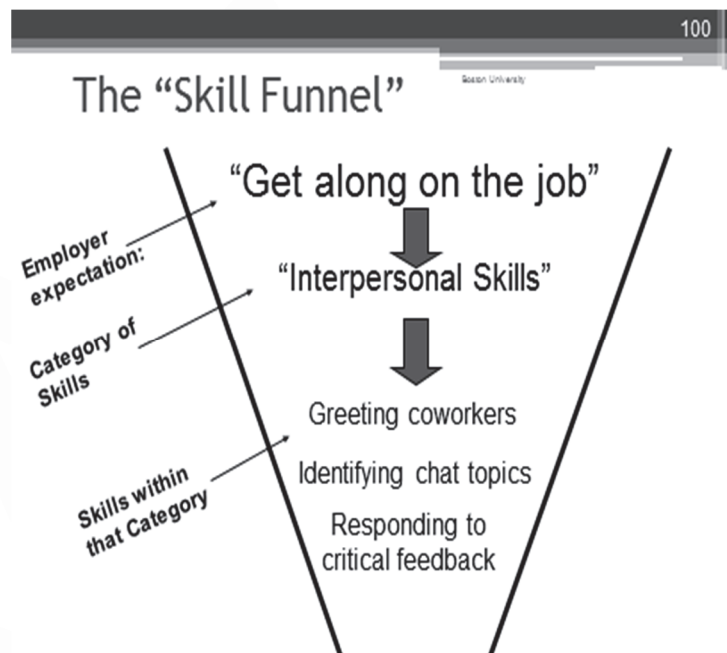 100
Boston University
The “Skill Funnel”
“Get along on the job”
Employer
expectation:
“Interpersonal Skills”
Category of
Skills
Greeting coworkers
Identifying chat topics
Responding to
critical feedback
Skills within
that Category